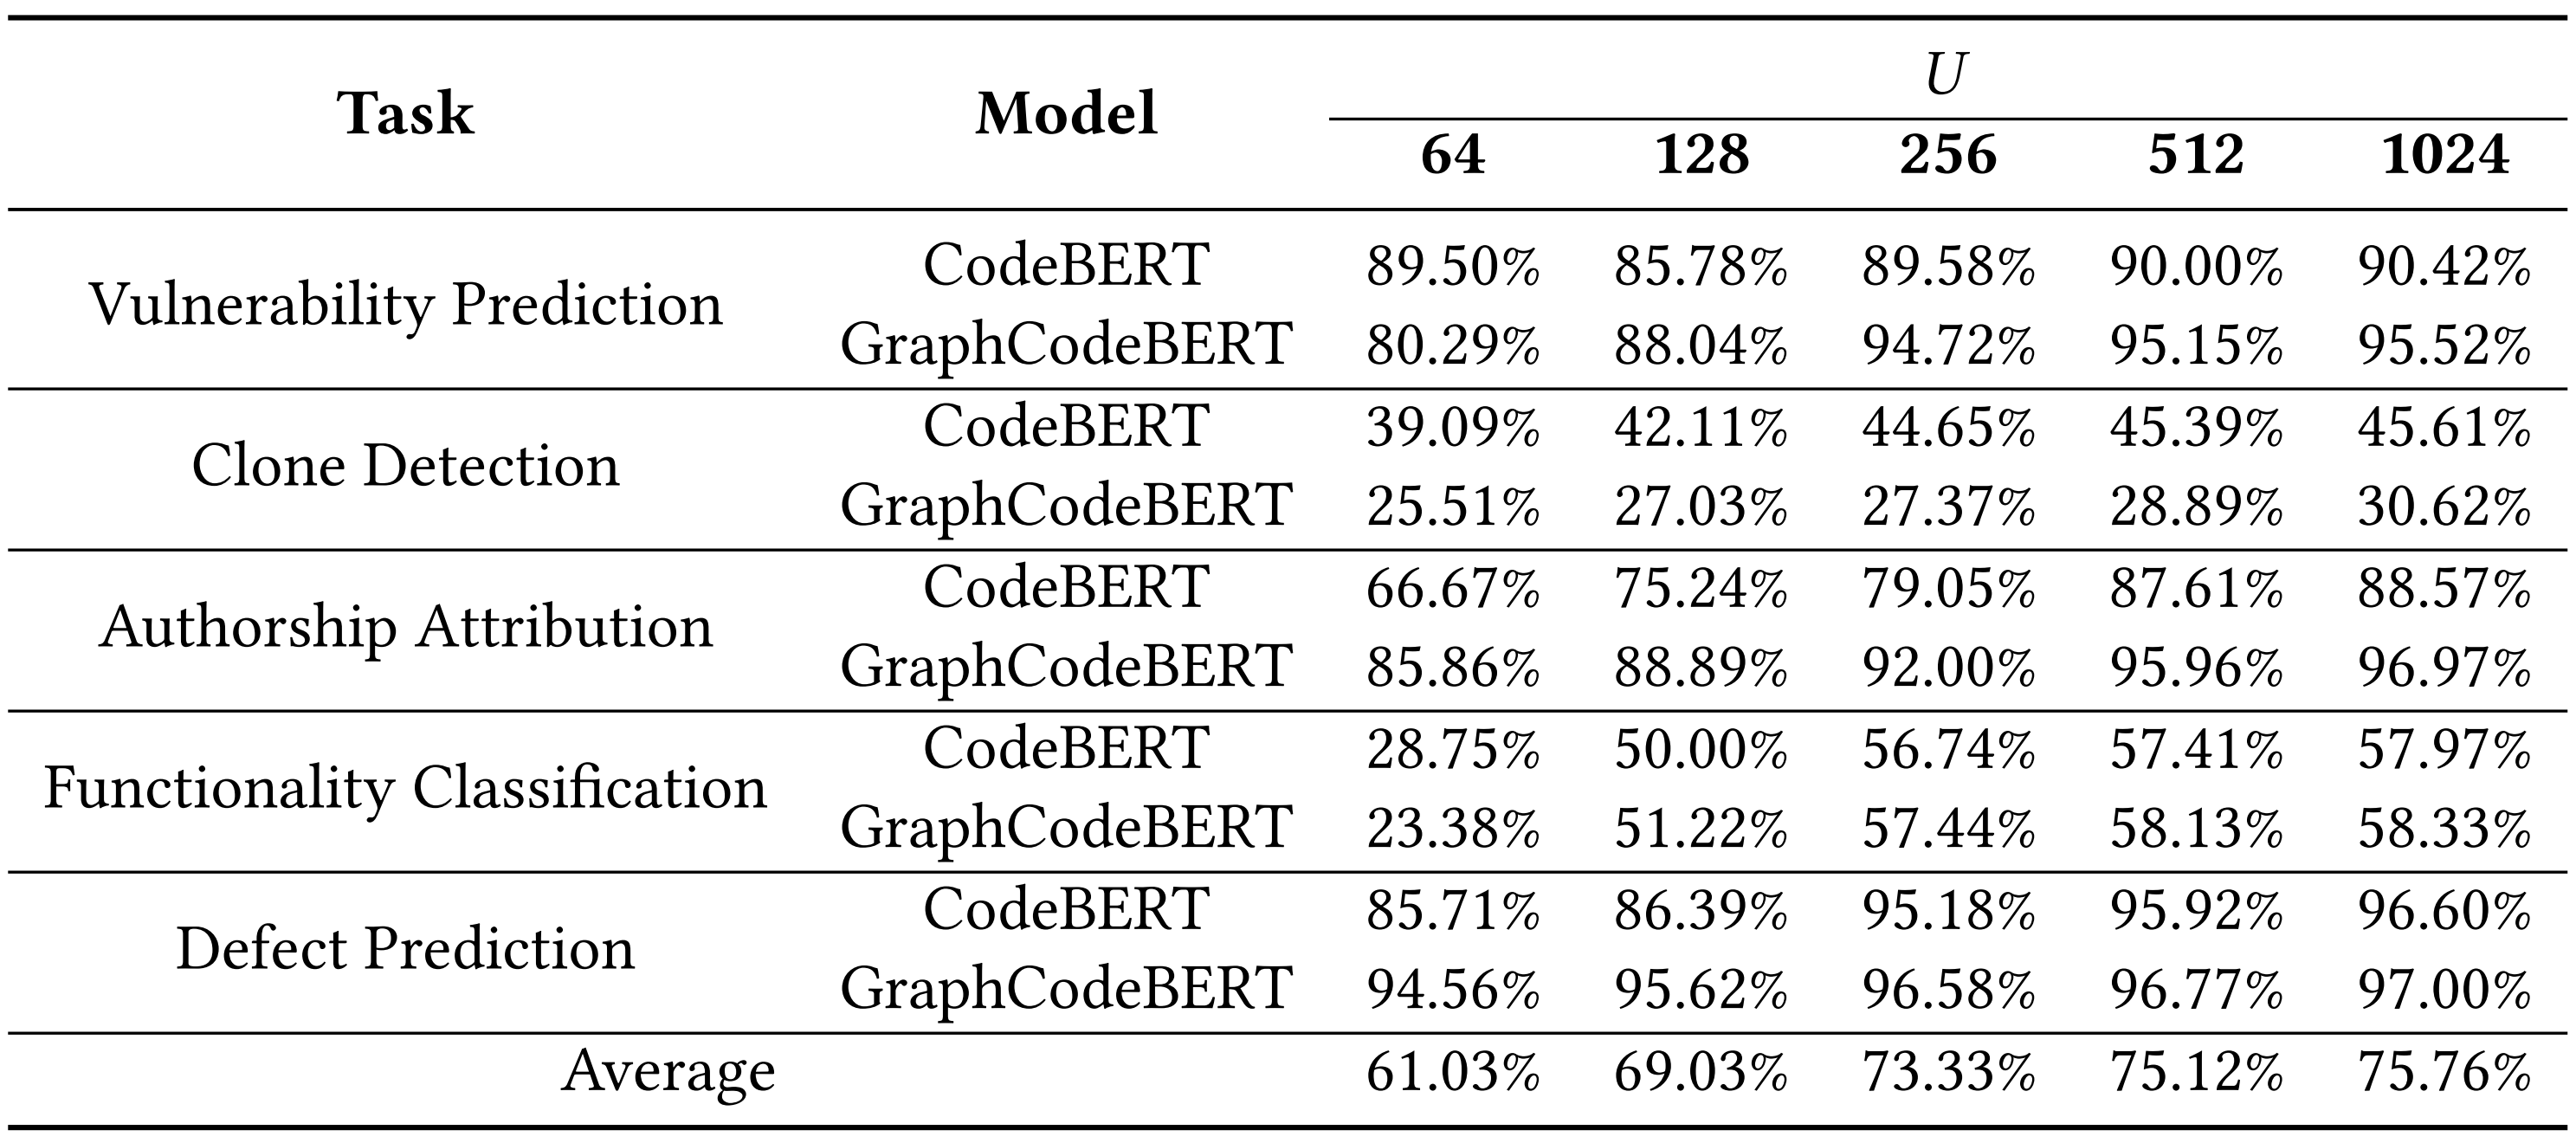 Task Model U
64 128 256 512 1024
Vulnerability Prediction CodeBERT 89.50% 85.78% 89.58% 90.00% 90.42%
GraphCodeBERT 80.29% 88.04% 94.72% 95.15% 95.52%
Clone Detection CodeBERT 39.09% 42.11% 44.65% 45.39% 45.61%
GraphCodeBERT 25.51% 27.03% 27.37% 28.89% 30.62%
Authorship Attribution CodeBERT 66.67% 75.24% 79.05% 87.61% 88.57%
GraphCodeBERT 85.86% 88.89% 92.00% 95.96% 96.97%
Functionality Classification CodeBERT 28.75% 50.00% 56.74% 57.41% 57.97%
GraphCodeBERT 23.38% 51.22% 57.44% 58.13% 58.33%
Defect Prediction CodeBERT 85.71% 86.39% 95.18% 95.92% 96.60%
GraphCodeBERT 94.56% 95.62% 96.58% 96.77% 97.00%
Average 61.03% 69.03% 73.33% 75.12% 75.76%